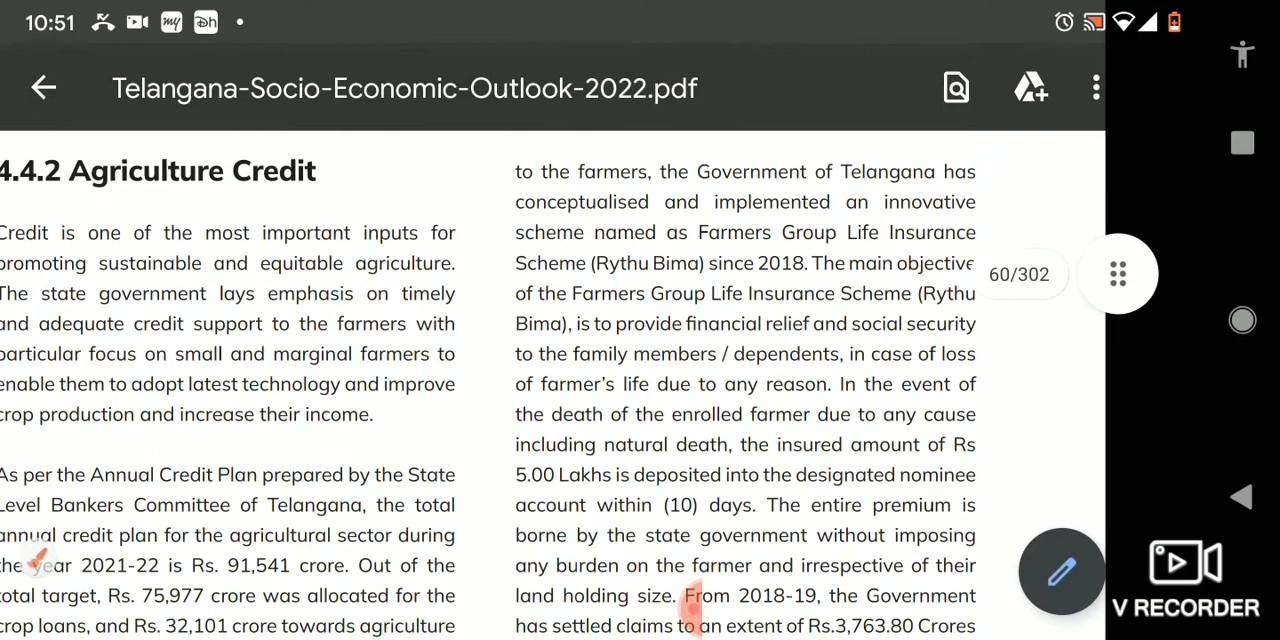 10:51
my
Dh
Telangana-Socio-Economic-Outlook-2022.pdf
4.4.2 Agriculture Credit
Credit is one of the most important inputs for
promoting sustainable and equitable agriculture.
The state government lays emphasis on timely
and adequate credit support to the farmers with
particular focus on small and marginal farmers to
enable them to adopt latest technology and improve
crop production and increase their income.
As per the Annual Credit Plan prepared by the State
Level Bankers Committee of Telangana, the total
annual credit plan for the agricultural sector during
the year 2021-22 is Rs. 91,541 crore. Out of the
total target, Rs. 75,977 crore was allocated for the
crop loans, and Rs. 32,101 crore towards agriculture
to the farmers, the Government of Telangana has
conceptualised and implemented an innovative
scheme named as Farmers Group Life Insurance
Scheme (Rythu Bima) since 2018. The main objective
of the Farmers Group Life Insurance Scheme (Rythu
Bima), is to provide financial relief and social security
to the family members / dependents, in case of loss
of farmer's life due to any reason. In the event of
the death of the enrolled farmer due to any cause
including natural death, the insured amount of Rs
5.00 Lakhs is deposited into the designated nominee
account within (10) days. The entire premium is
borne by the state government without imposing
any burden on the farmer and irrespective of their
land holding size. From 2018-19, the Government
has settled claims to an extent of Rs.3,763.80 Crores
60/302
V RECORDER